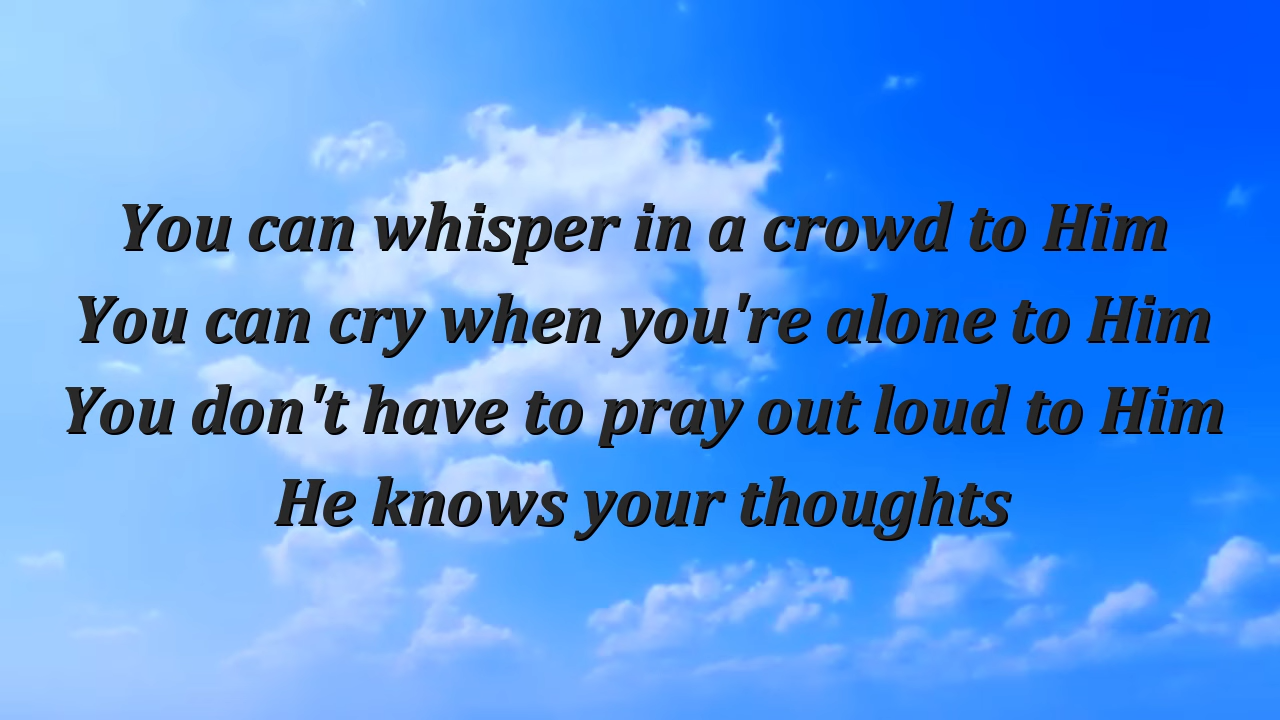 You can whisper in a crowd to Him
You can cry when you're alone to Him
You don't have to pray out loud to Him
He knows your thoughts